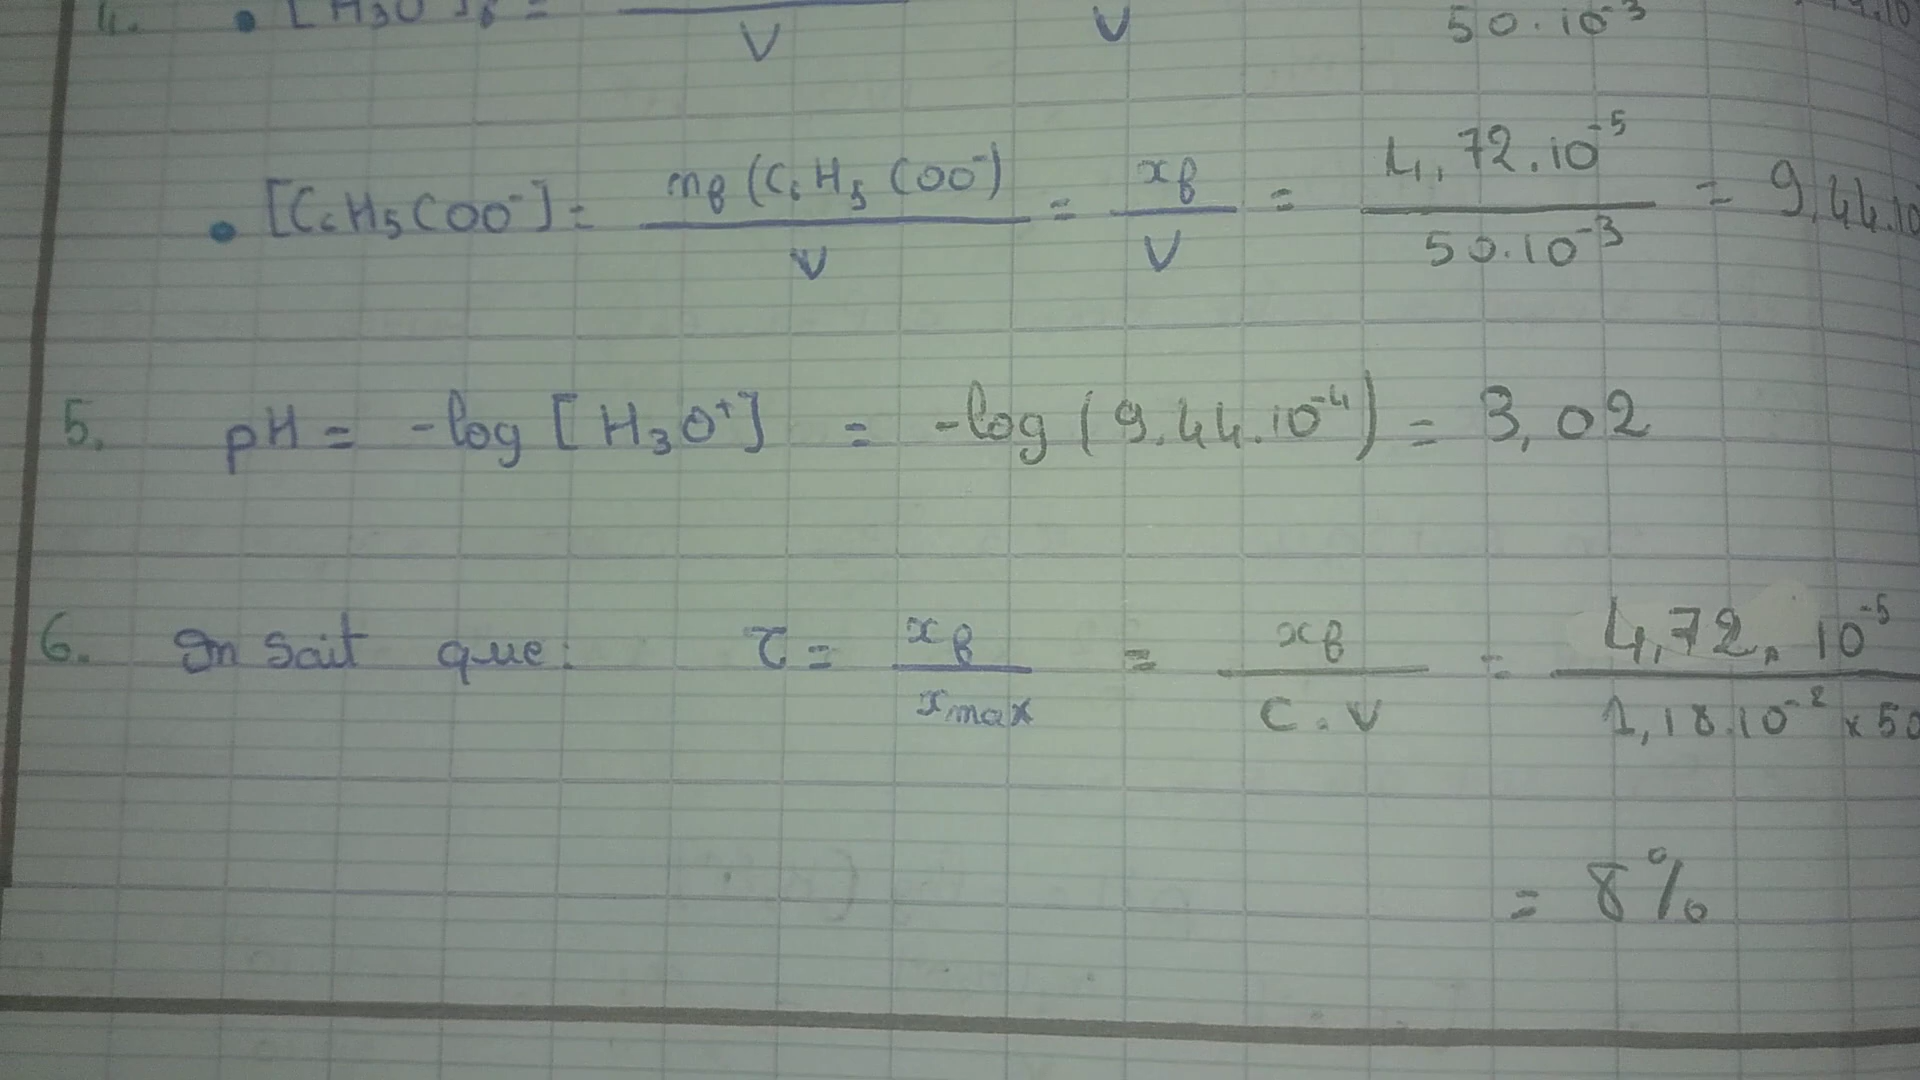 4. • [H3O+]f = ——— V V 50.10⁻³
• [C6H5COO⁻] = nf (C6H5COO⁻) / V = xf / V = 4,72.10⁻⁵ / 50.10⁻³ = 9,44.10
5. pH = -log [H3O⁺] = -log (9,44.10⁻⁴) = 3,02
6. On sait que: τ = xf / xmax = xf / C.V = 4,72.10⁻⁵ / 1,18.10⁻² x 50
= 8%